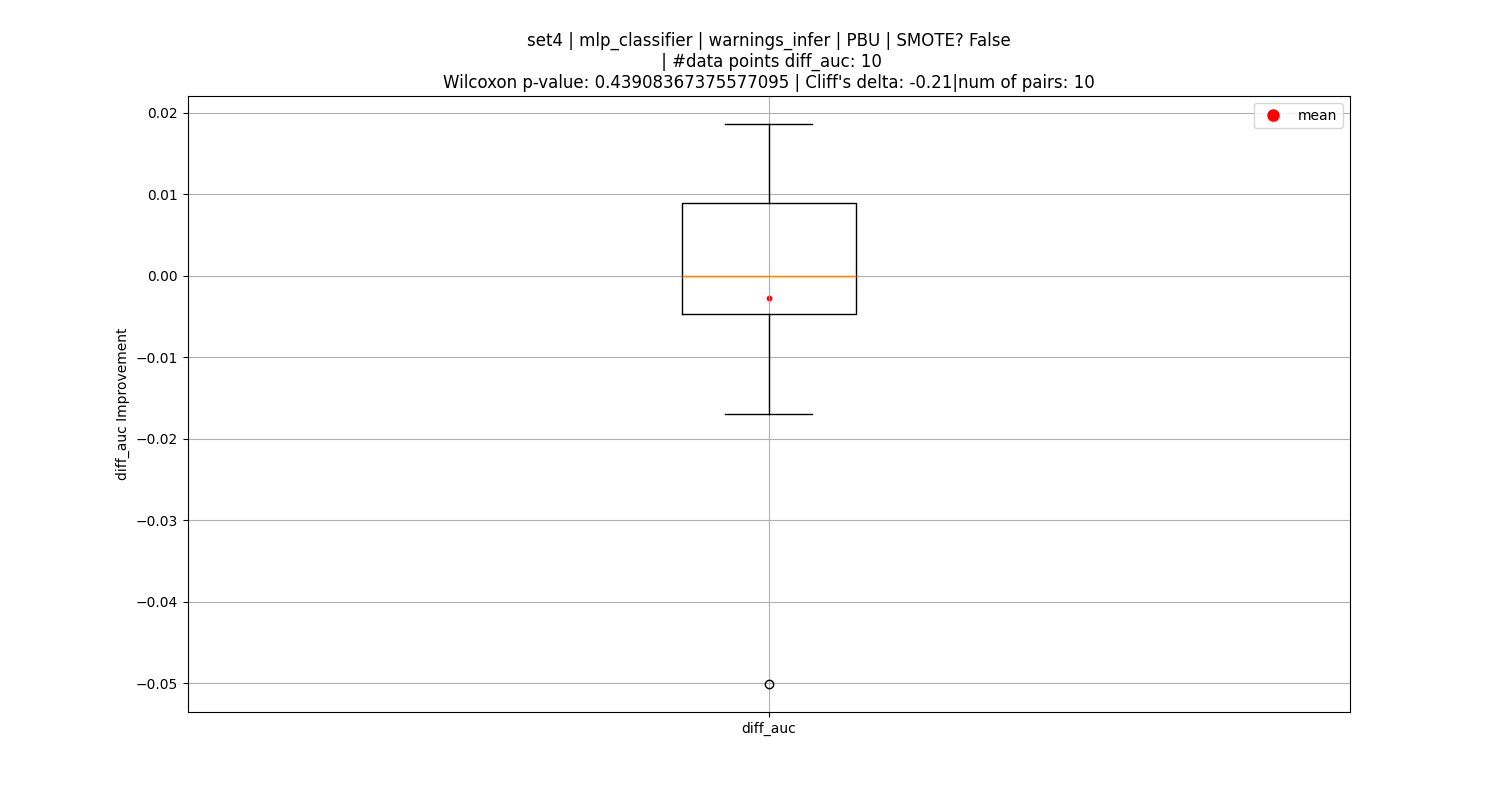 set4 | mlp_classifier | warnings_infer | PBU | SMOTE? False
| #data points diff_auc: 10
Wilcoxon p-value: 0.43908367375577095 | Cliff's delta: -0.21|num of pairs: 10
mean
0.02
0.01
0.00
−0.01
−0.02
−0.03
−0.04
−0.05
diff_auc Improvement
diff_auc